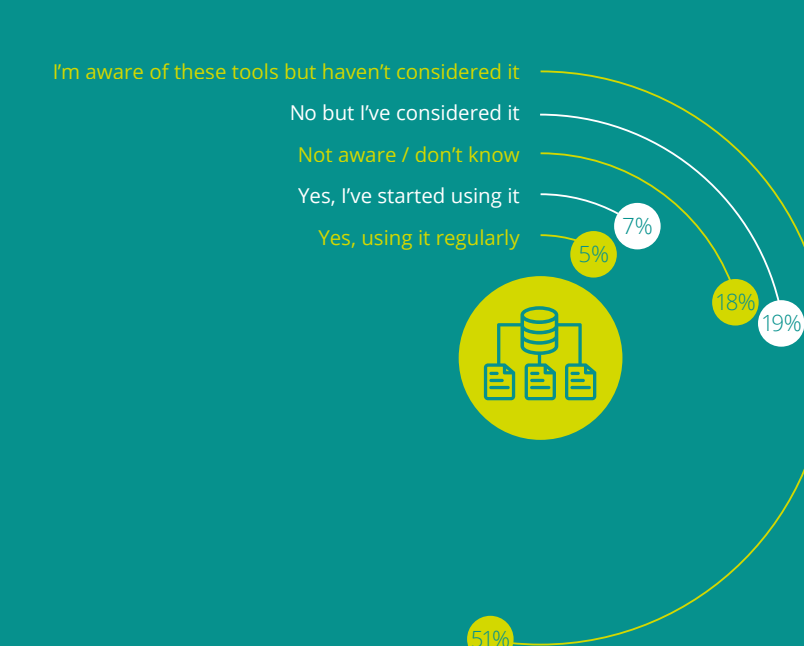 I’m aware of these tools but haven’t considered it
No but I’ve considered it
Not aware / don’t know
Yes, I’ve started using it
Yes, using it regularly
7%
5%
18%
19%
51%